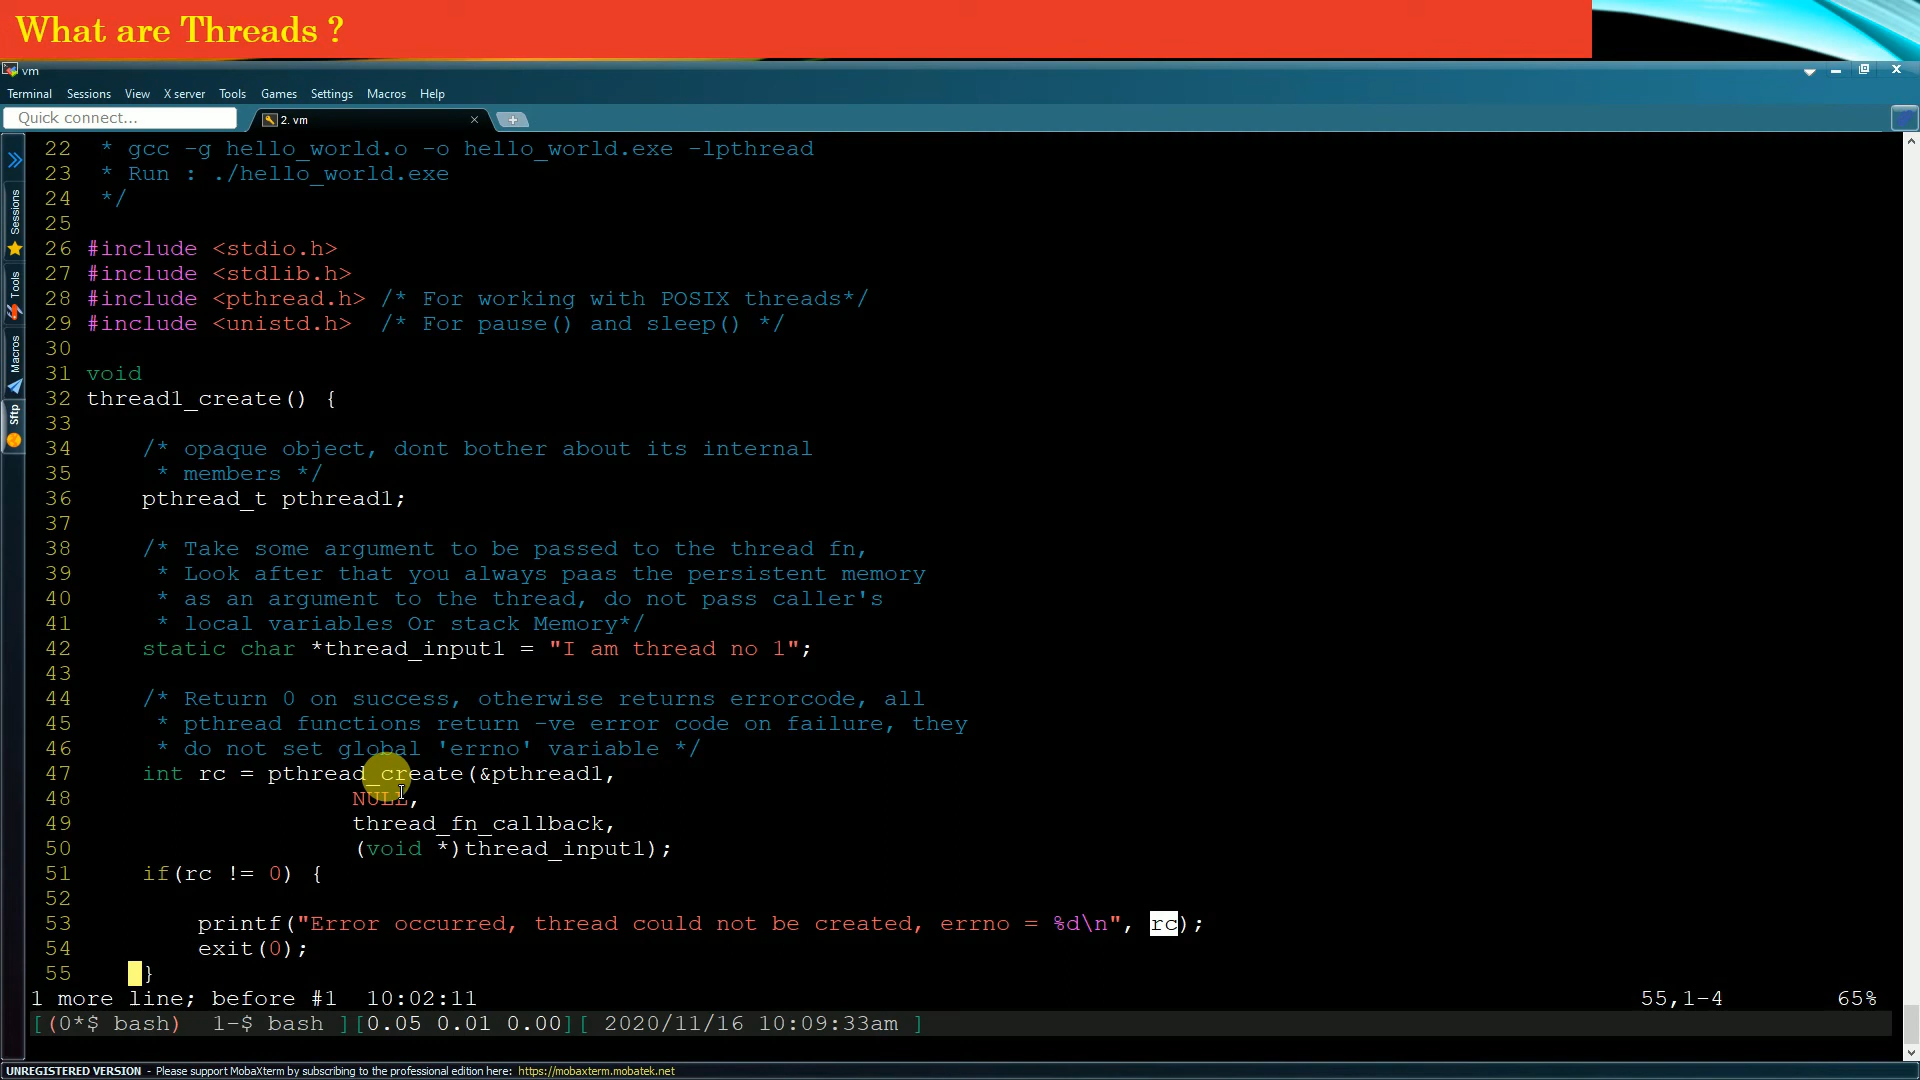 What are Threads ?
vm
Terminal Sessions View X server Tools Games Settings Macros Help
Quick connect...
2. vm
Sessions
Tools
Macros
Sftp
22 * gcc -g hello_world.o -o hello_world.exe -lpthread
23 * Run : ./hello_world.exe
24 */
25
26 #include <stdio.h>
27 #include <stdlib.h>
28 #include <pthread.h> /* For working with POSIX threads*/
29 #include <unistd.h> /* For pause() and sleep() */
30
31 void
32 thread1_create() {
33
34 /* opaque object, dont bother about its internal
35 * members */
36 pthread_t pthread1;
37
38 /* Take some argument to be passed to the thread fn,
39 * Look after that you always paas the persistent memory
40 * as an argument to the thread, do not pass caller's
41 * local variables Or stack Memory*/
42 static char *thread_input1 = "I am thread no 1";
43
44 /* Return 0 on success, otherwise returns errorcode, all
45 * pthread functions return -ve error code on failure, they
46 * do not set global 'errno' variable */
47 int rc = pthread_create(&pthread1,
48 NULL,
49 thread_fn_callback,
50 (void *)thread_input1);
51 if(rc != 0) {
52
53 printf("Error occurred, thread could not be created, errno = %d\n", rc);
54 exit(0);
55 }
1 more line; before #1 10:02:11 55,1-4 65%
[(0*$ bash) 1-$ bash ][0.05 0.01 0.00][ 2020/11/16 10:09:33am ]
UNREGISTERED VERSION - Please support MobaXterm by subscribing to the professional edition here: https://mobaxterm.mobatek.net